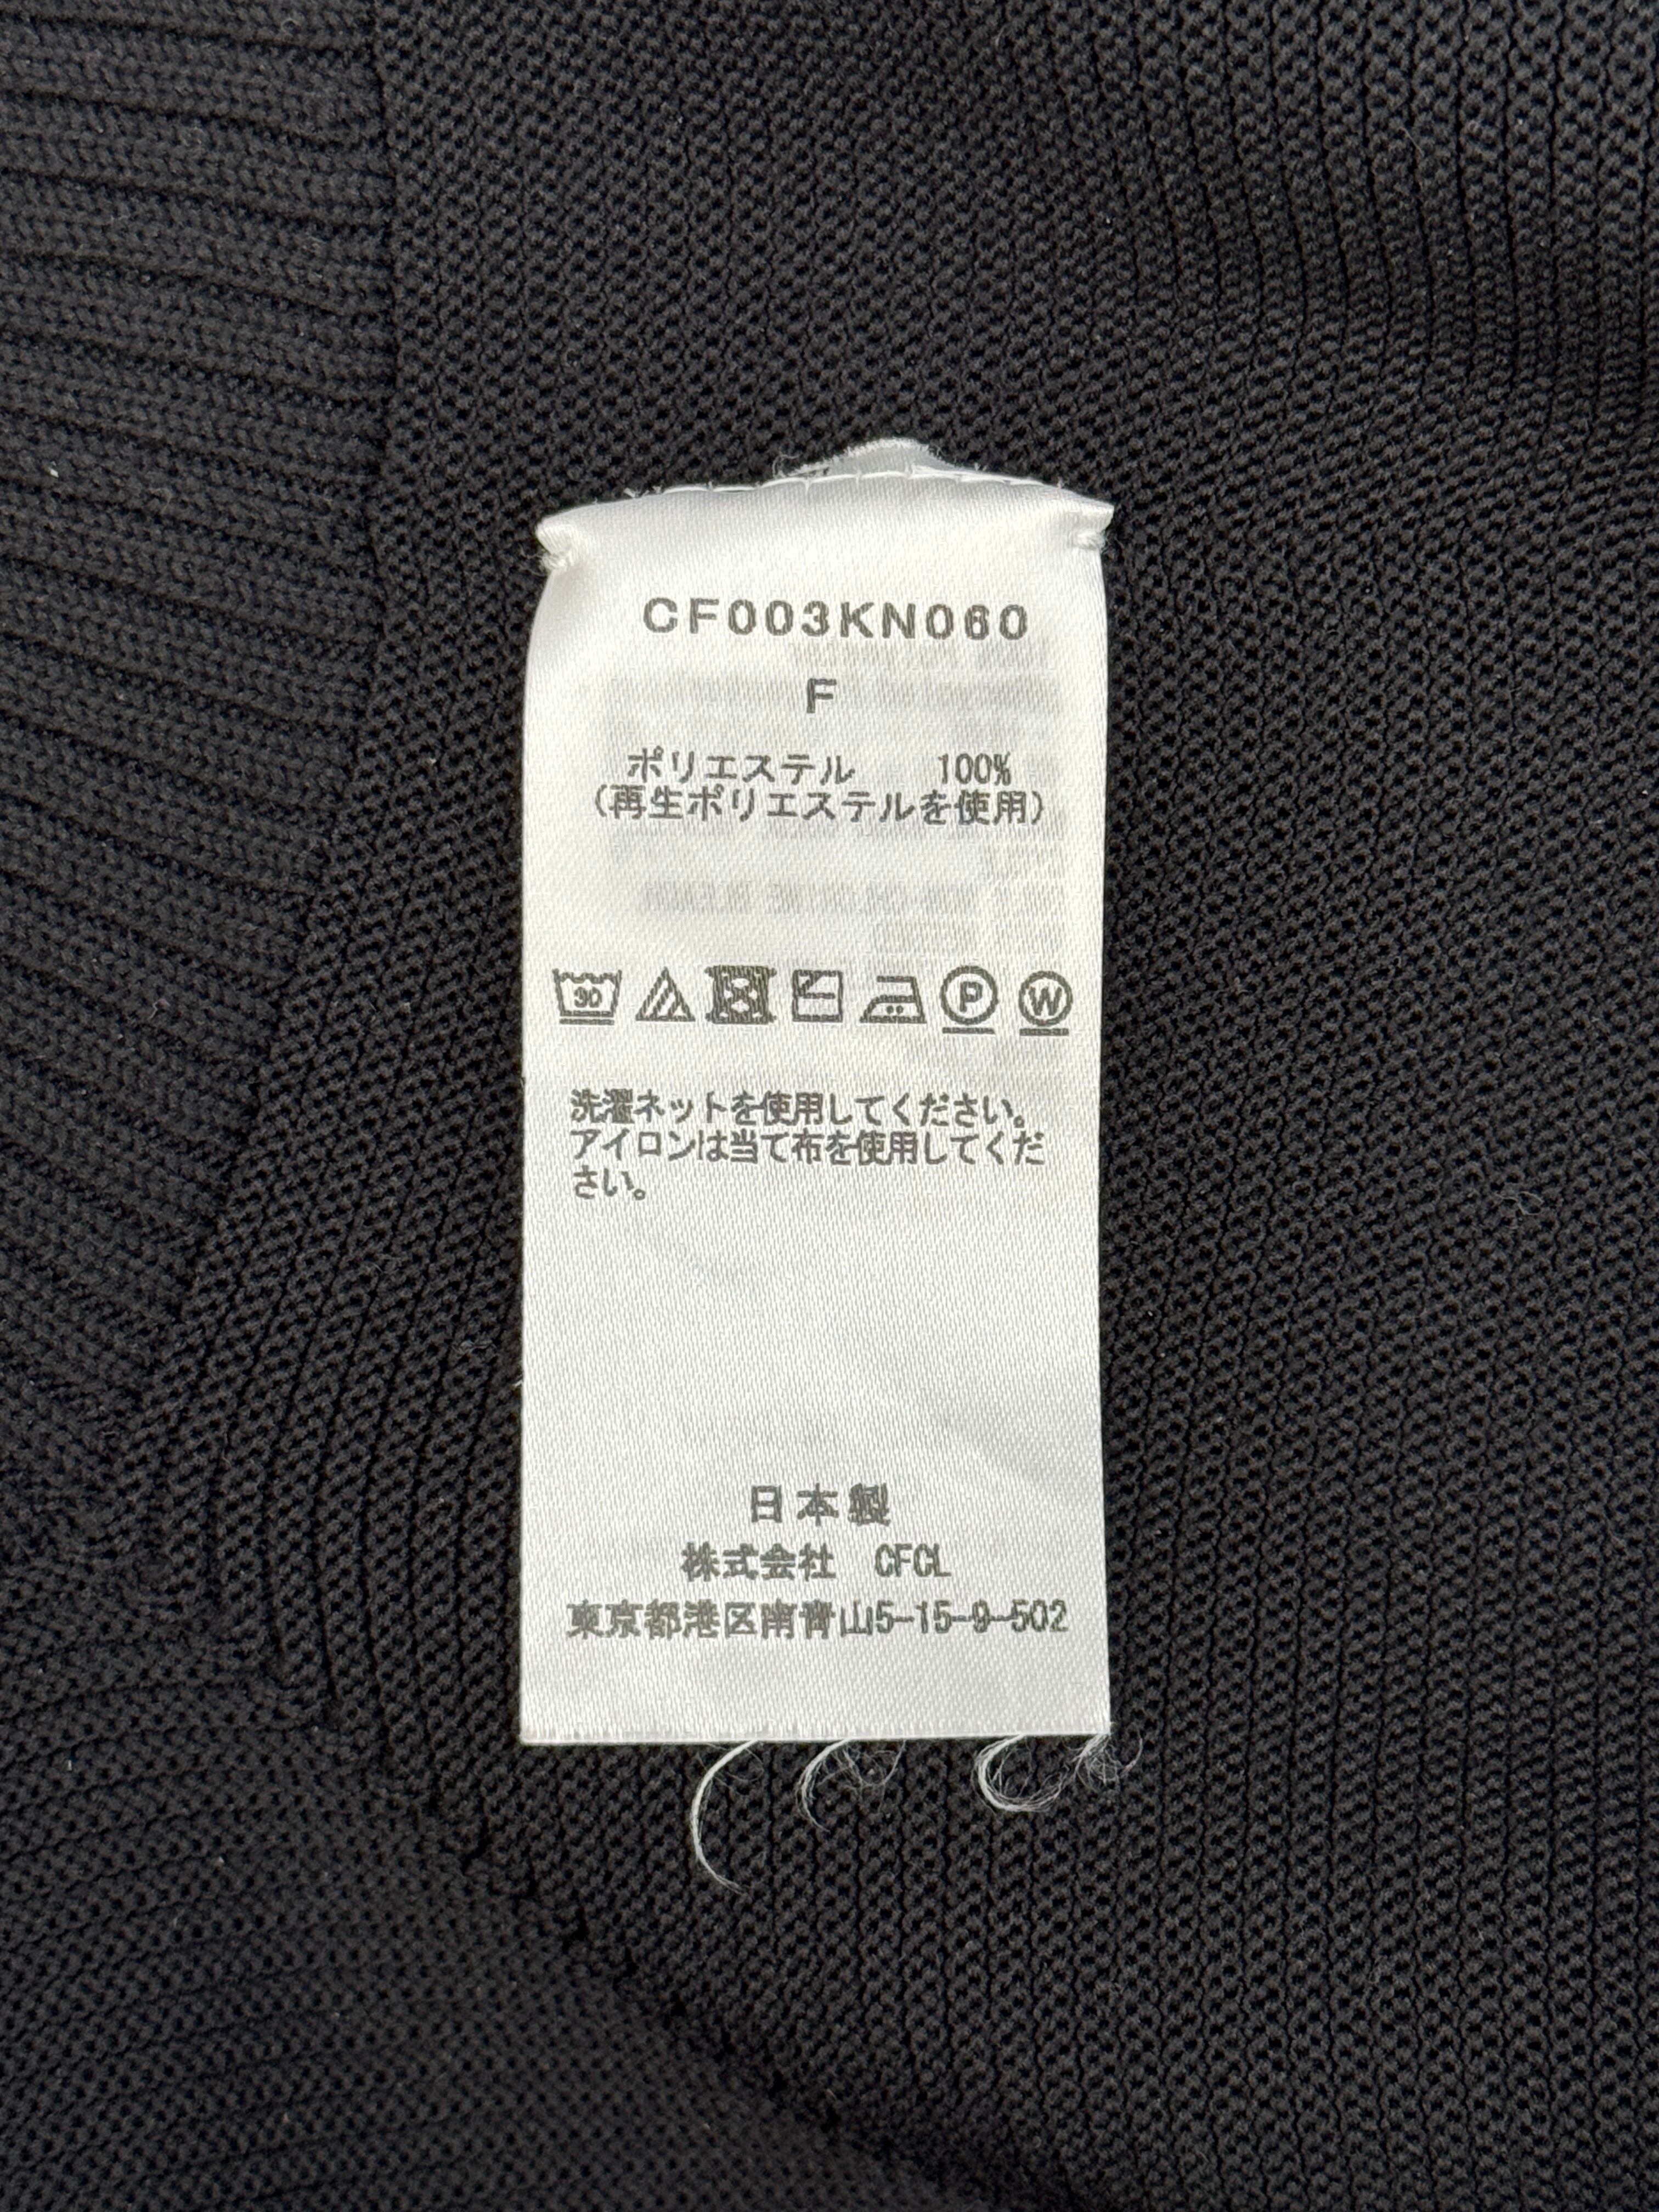 CF003KN060
F
ポリエステル 100%
(再生ポリエステルを使用)
30 P W
洗濯ネットを使用してください。
アイロンは当て布を使用してくだ
さい。
日本製
株式会社 CFCL
東京都港区南青山5-15-9-502